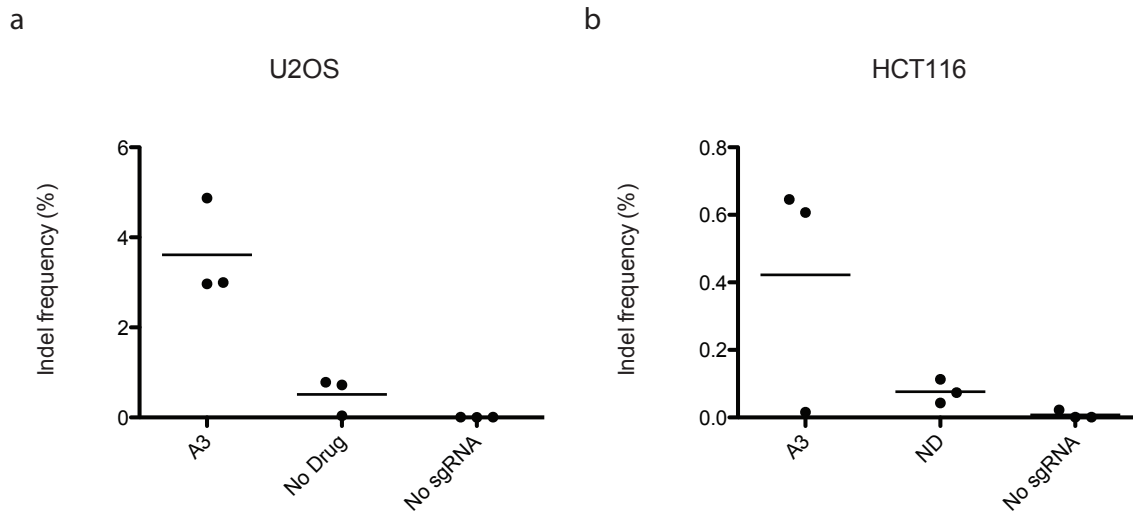 a
U2OS
Indel frequency (%)
6
4
2
0
A3
No Drug
No sgRNA
b
HCT116
Indel frequency (%)
0.8
0.6
0.4
0.2
0.0
A3
ND
No sgRNA